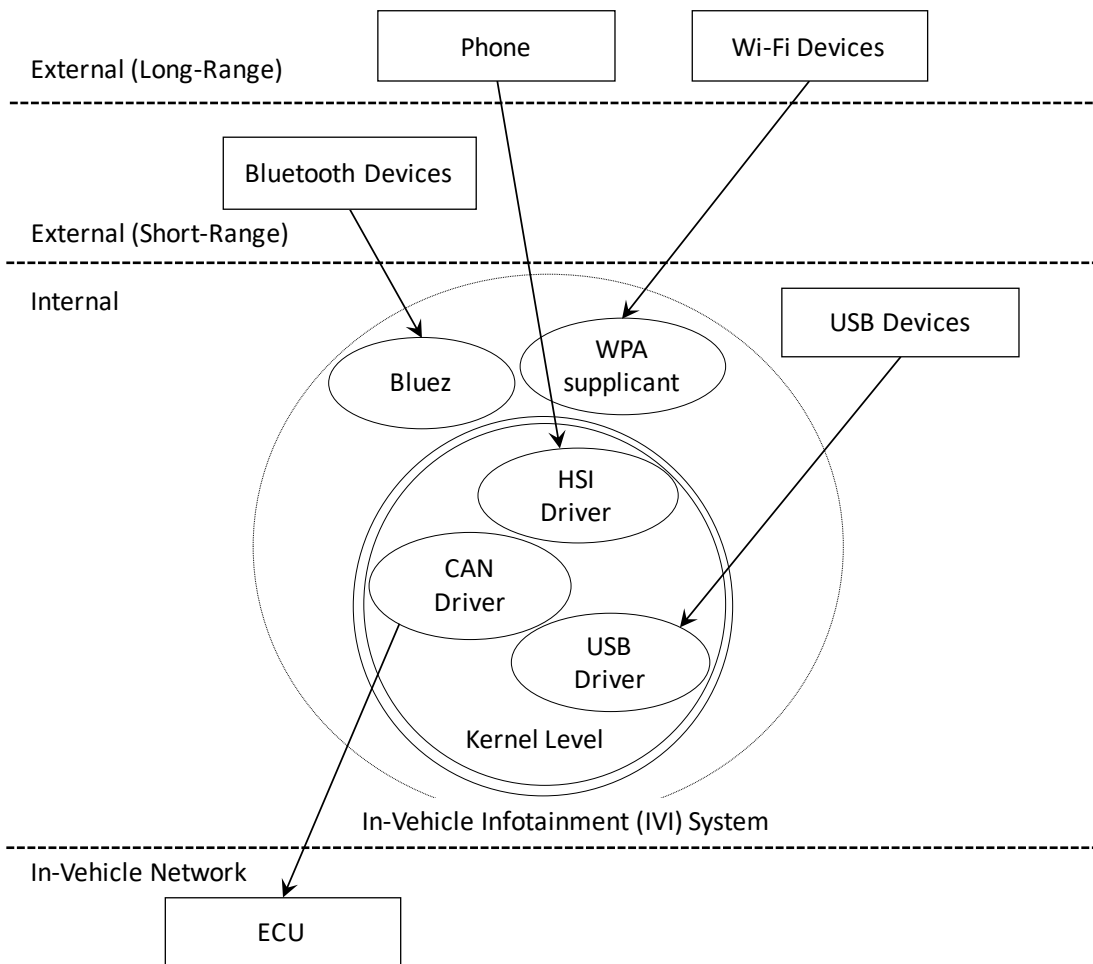 Phone
Wi-Fi Devices
External (Long-Range)
Bluetooth Devices
External (Short-Range)
Internal
USB Devices
WPA
supplicant
Bluez
HSI
Driver
CAN
Driver
USB
Driver
Kernel Level
In-Vehicle Infotainment (IVI) System
In-Vehicle Network
ECU